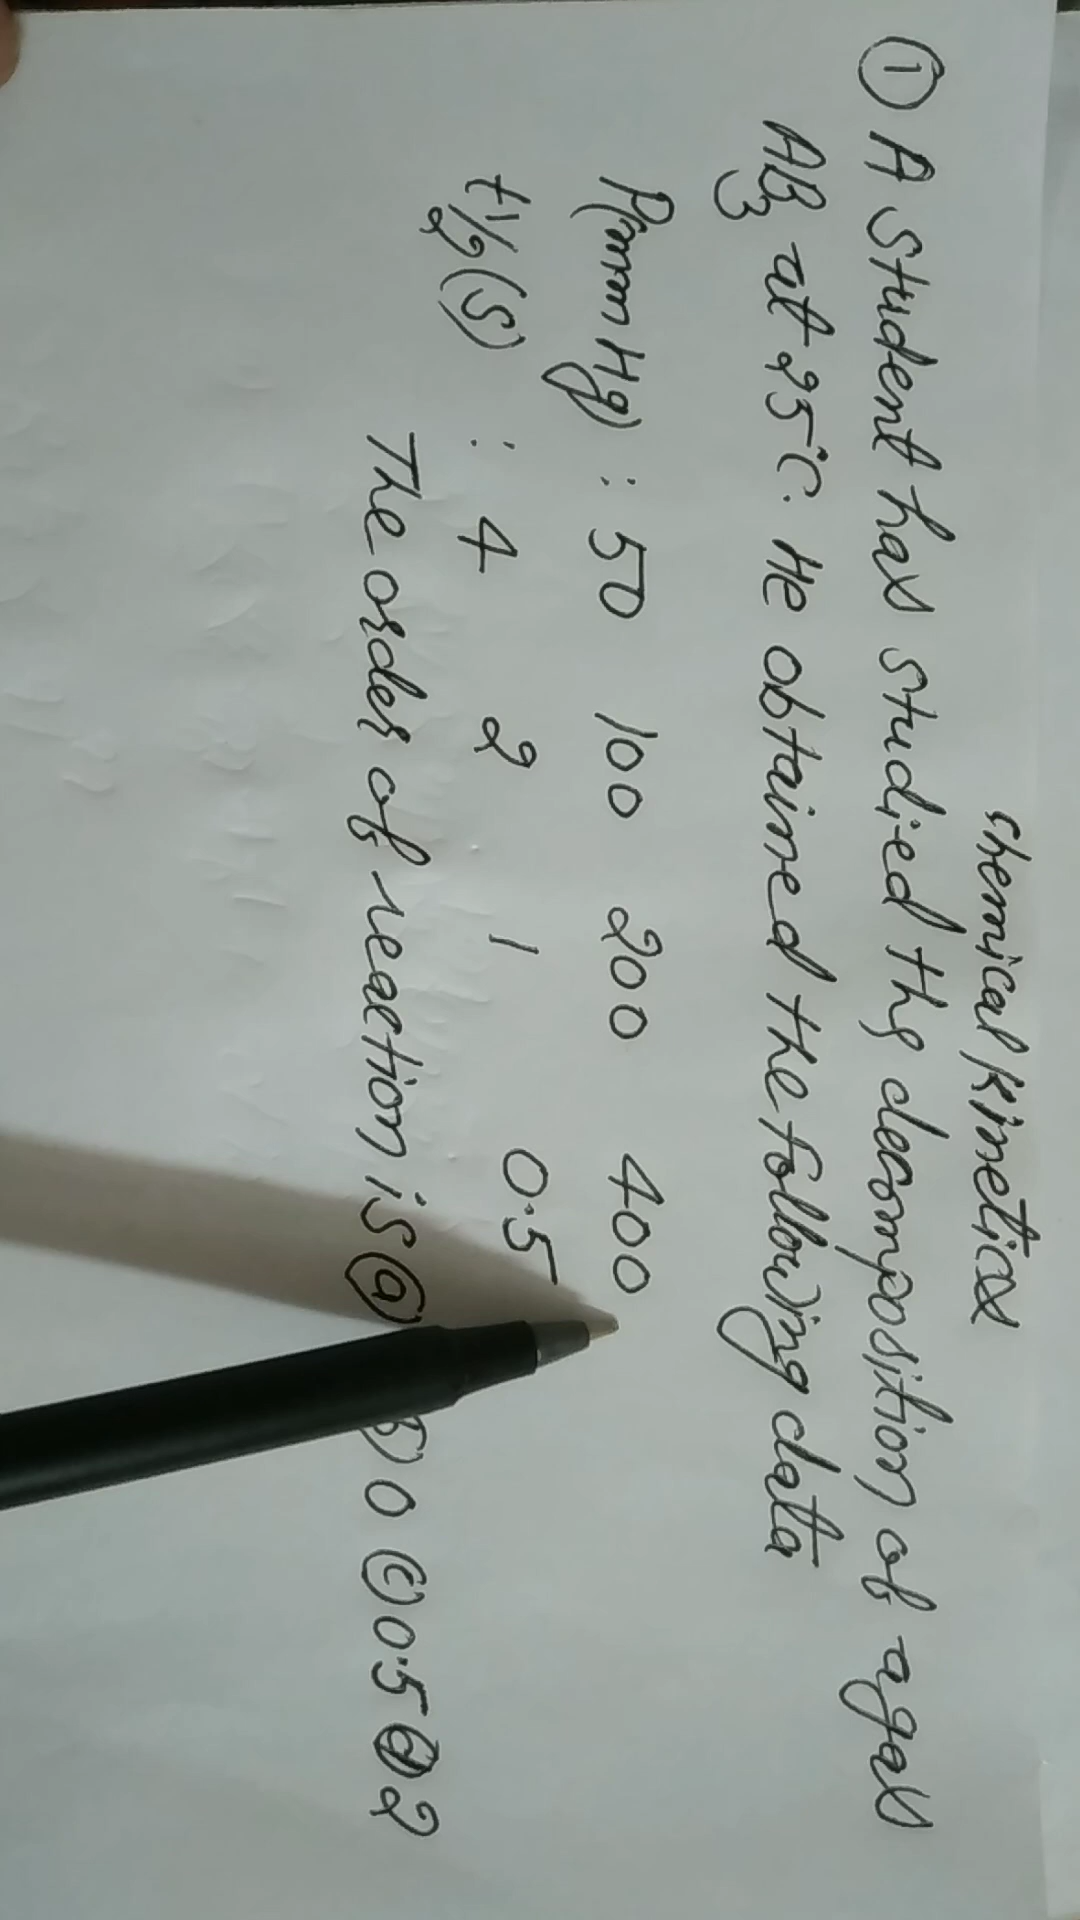 chemical kinetics
① A student has studied the decomposition of a gas
AB3 at 25°C. He obtained the following data
P(mm Hg) : 50 100 200 400
t1/2(s) : 4 2 1 0.5
The order of reaction is ⓐ b) 0 ⓒ 0.5 ⓓ 2